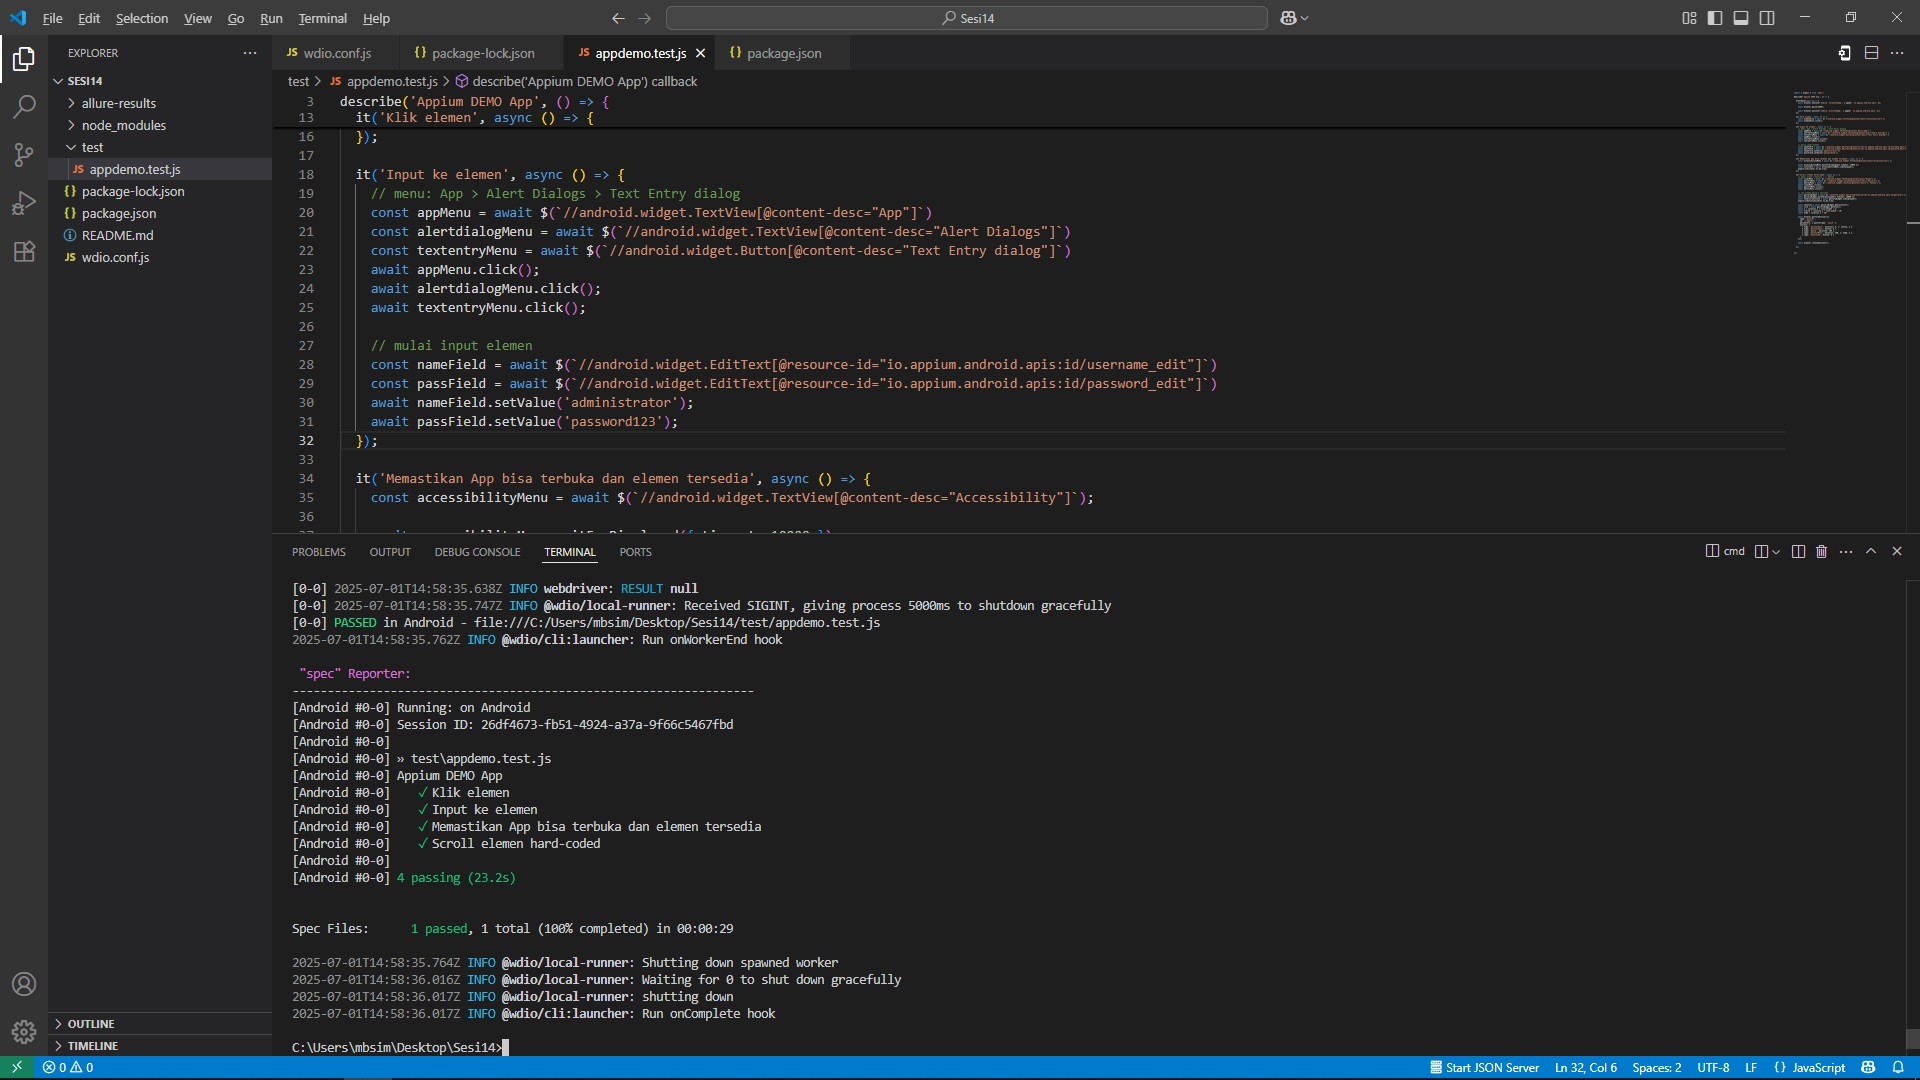 File Edit Selection View Go Run Terminal Help
Sesi14
EXPLORER
SESI14
allure-results
node_modules
test
JS appdemo.test.js
{} package-lock.json
{} package.json
README.md
JS wdio.conf.js
OUTLINE
TIMELINE
JS wdio.conf.js {} package-lock.json JS appdemo.test.js {} package.json
test > JS appdemo.test.js > describe('Appium DEMO App') callback
3 describe('Appium DEMO App', () => {
13 it('Klik elemen', async () => {
16 });
17
18 it('Input ke elemen', async () => {
19 // menu: App > Alert Dialogs > Text Entry dialog
20 const appMenu = await $(`//android.widget.TextView[@content-desc="App"]`)
21 const alertdialogMenu = await $(`//android.widget.TextView[@content-desc="Alert Dialogs"]`)
22 const textentryMenu = await $(`//android.widget.Button[@content-desc="Text Entry dialog"]`)
23 await appMenu.click();
24 await alertdialogMenu.click();
25 await textentryMenu.click();
26
27 // mulai input elemen
28 const nameField = await $(`//android.widget.EditText[@resource-id="io.appium.android.apis:id/username_edit"]`)
29 const passField = await $(`//android.widget.EditText[@resource-id="io.appium.android.apis:id/password_edit"]`)
30 await nameField.setValue('administrator');
31 await passField.setValue('password123');
32 });
33
34 it('Memastikan App bisa terbuka dan elemen tersedia', async () => {
35 const accessibilityMenu = await $(`//android.widget.TextView[@content-desc="Accessibility"]`);
36
PROBLEMS OUTPUT DEBUG CONSOLE TERMINAL PORTS
cmd
[0-0] 2025-07-01T14:58:35.638Z INFO webdriver: RESULT null
[0-0] 2025-07-01T14:58:35.747Z INFO @wdio/local-runner: Received SIGINT, giving process 5000ms to shutdown gracefully
[0-0] PASSED in Android - file:///C:/Users/mbsim/Desktop/Sesi14/test/appdemo.test.js
2025-07-01T14:58:35.762Z INFO @wdio/cli:launcher: Run onWorkerEnd hook
"spec" Reporter:
------------------------------------------------------------------
[Android #0-0] Running: on Android
[Android #0-0] Session ID: 26df4673-fb51-4924-a37a-9f66c5467fbd
[Android #0-0]
[Android #0-0] » test\appdemo.test.js
[Android #0-0] Appium DEMO App
[Android #0-0] ✓ Klik elemen
[Android #0-0] ✓ Input ke elemen
[Android #0-0] ✓ Memastikan App bisa terbuka dan elemen tersedia
[Android #0-0] ✓ Scroll elemen hard-coded
[Android #0-0]
[Android #0-0] 4 passing (23.2s)
Spec Files: 1 passed, 1 total (100% completed) in 00:00:29
2025-07-01T14:58:35.764Z INFO @wdio/local-runner: Shutting down spawned worker
2025-07-01T14:58:36.016Z INFO @wdio/local-runner: Waiting for 0 to shut down gracefully
2025-07-01T14:58:36.017Z INFO @wdio/local-runner: shutting down
2025-07-01T14:58:36.017Z INFO @wdio/cli:launcher: Run onComplete hook
C:\Users\mbsim\Desktop\Sesi14>
0 0 Start JSON Server Ln 32, Col 6 Spaces: 2 UTF-8 LF {} JavaScript